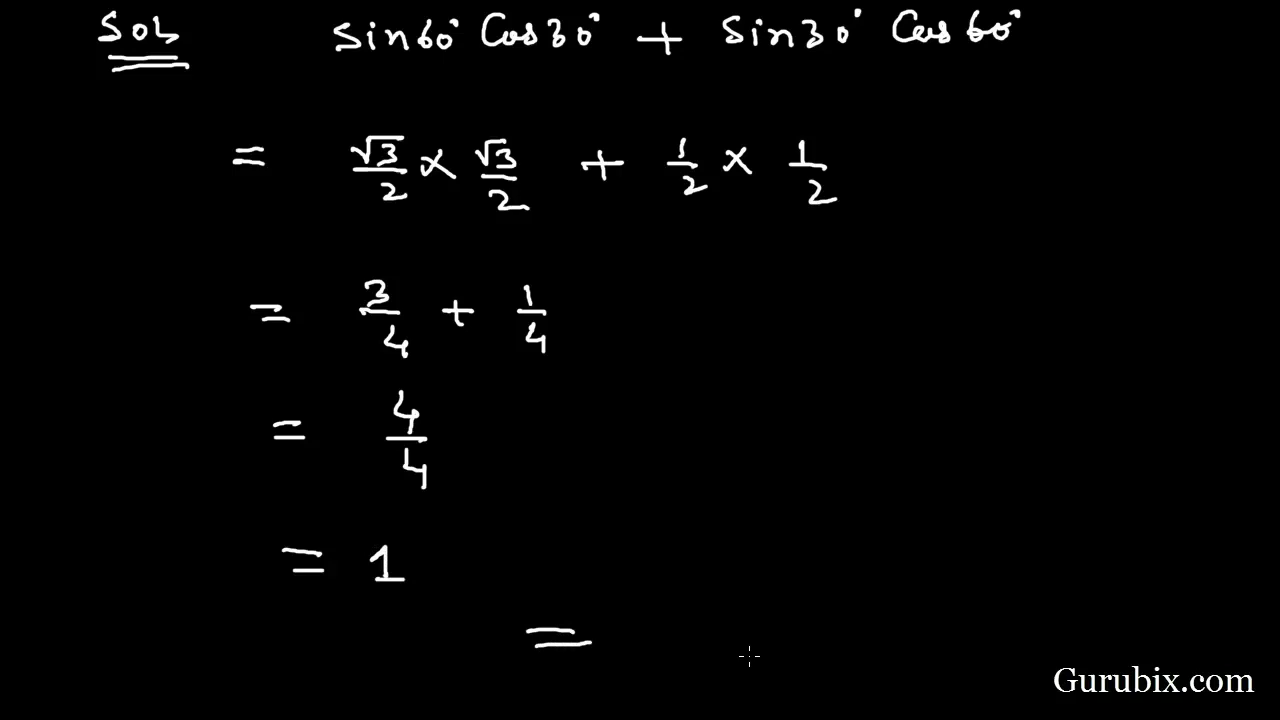 Sol
Sin60° Cos30° + Sin30° Cos60°
= √3/2 × √3/2 + 1/2 × 1/2
= 3/4 + 1/4
= 4/4
= 1
Gurubix.com